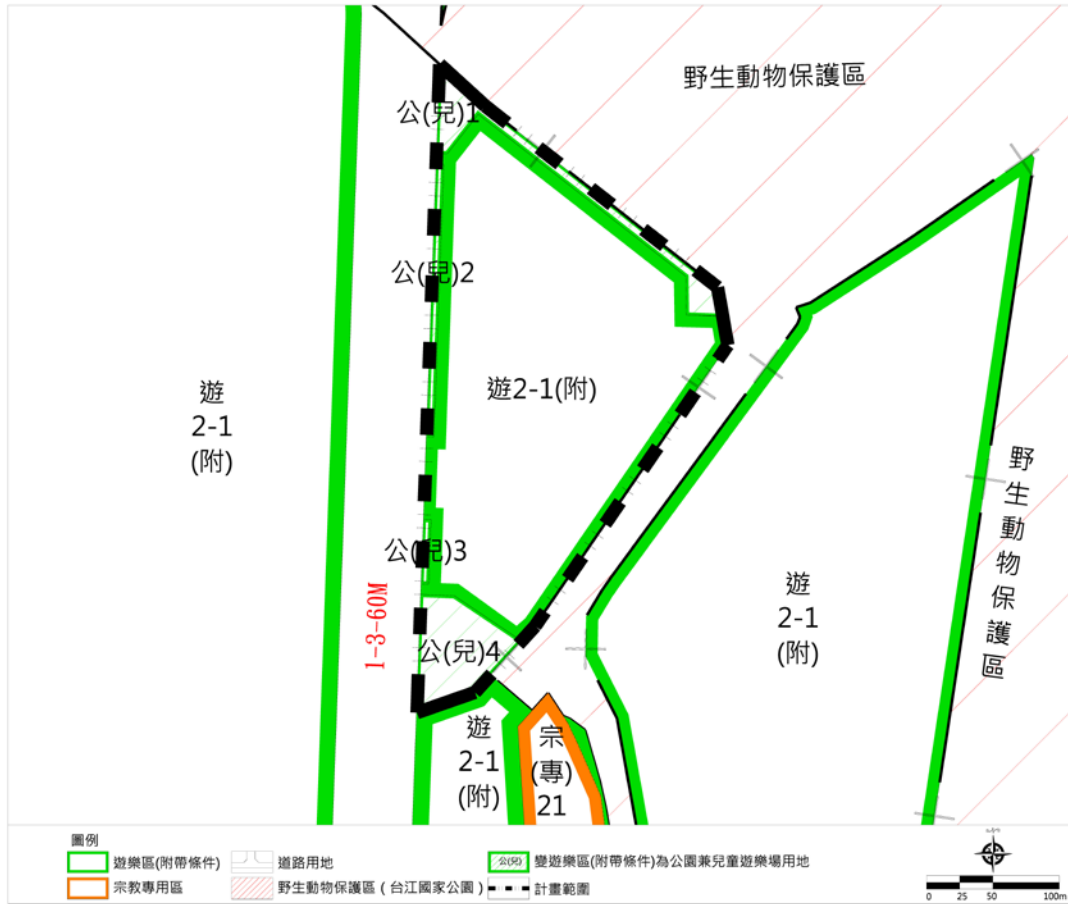 野生動物保護區
公(兒)1
公(兒)2
遊
2-1
(附)
遊2-1(附)
野生動物保護區
公(兒)3
1-3-60M
遊
2-1
(附)
公(兒)4
遊
2-1
(附)
宗
(專)
21
圖例
遊樂區(附帶條件)
道路用地
公(兒)
變遊樂區(附帶條件)為公園兼兒童遊樂場用地
宗教專用區
野生動物保護區(台江國家公園)
計畫範圍
0 25 50 100m